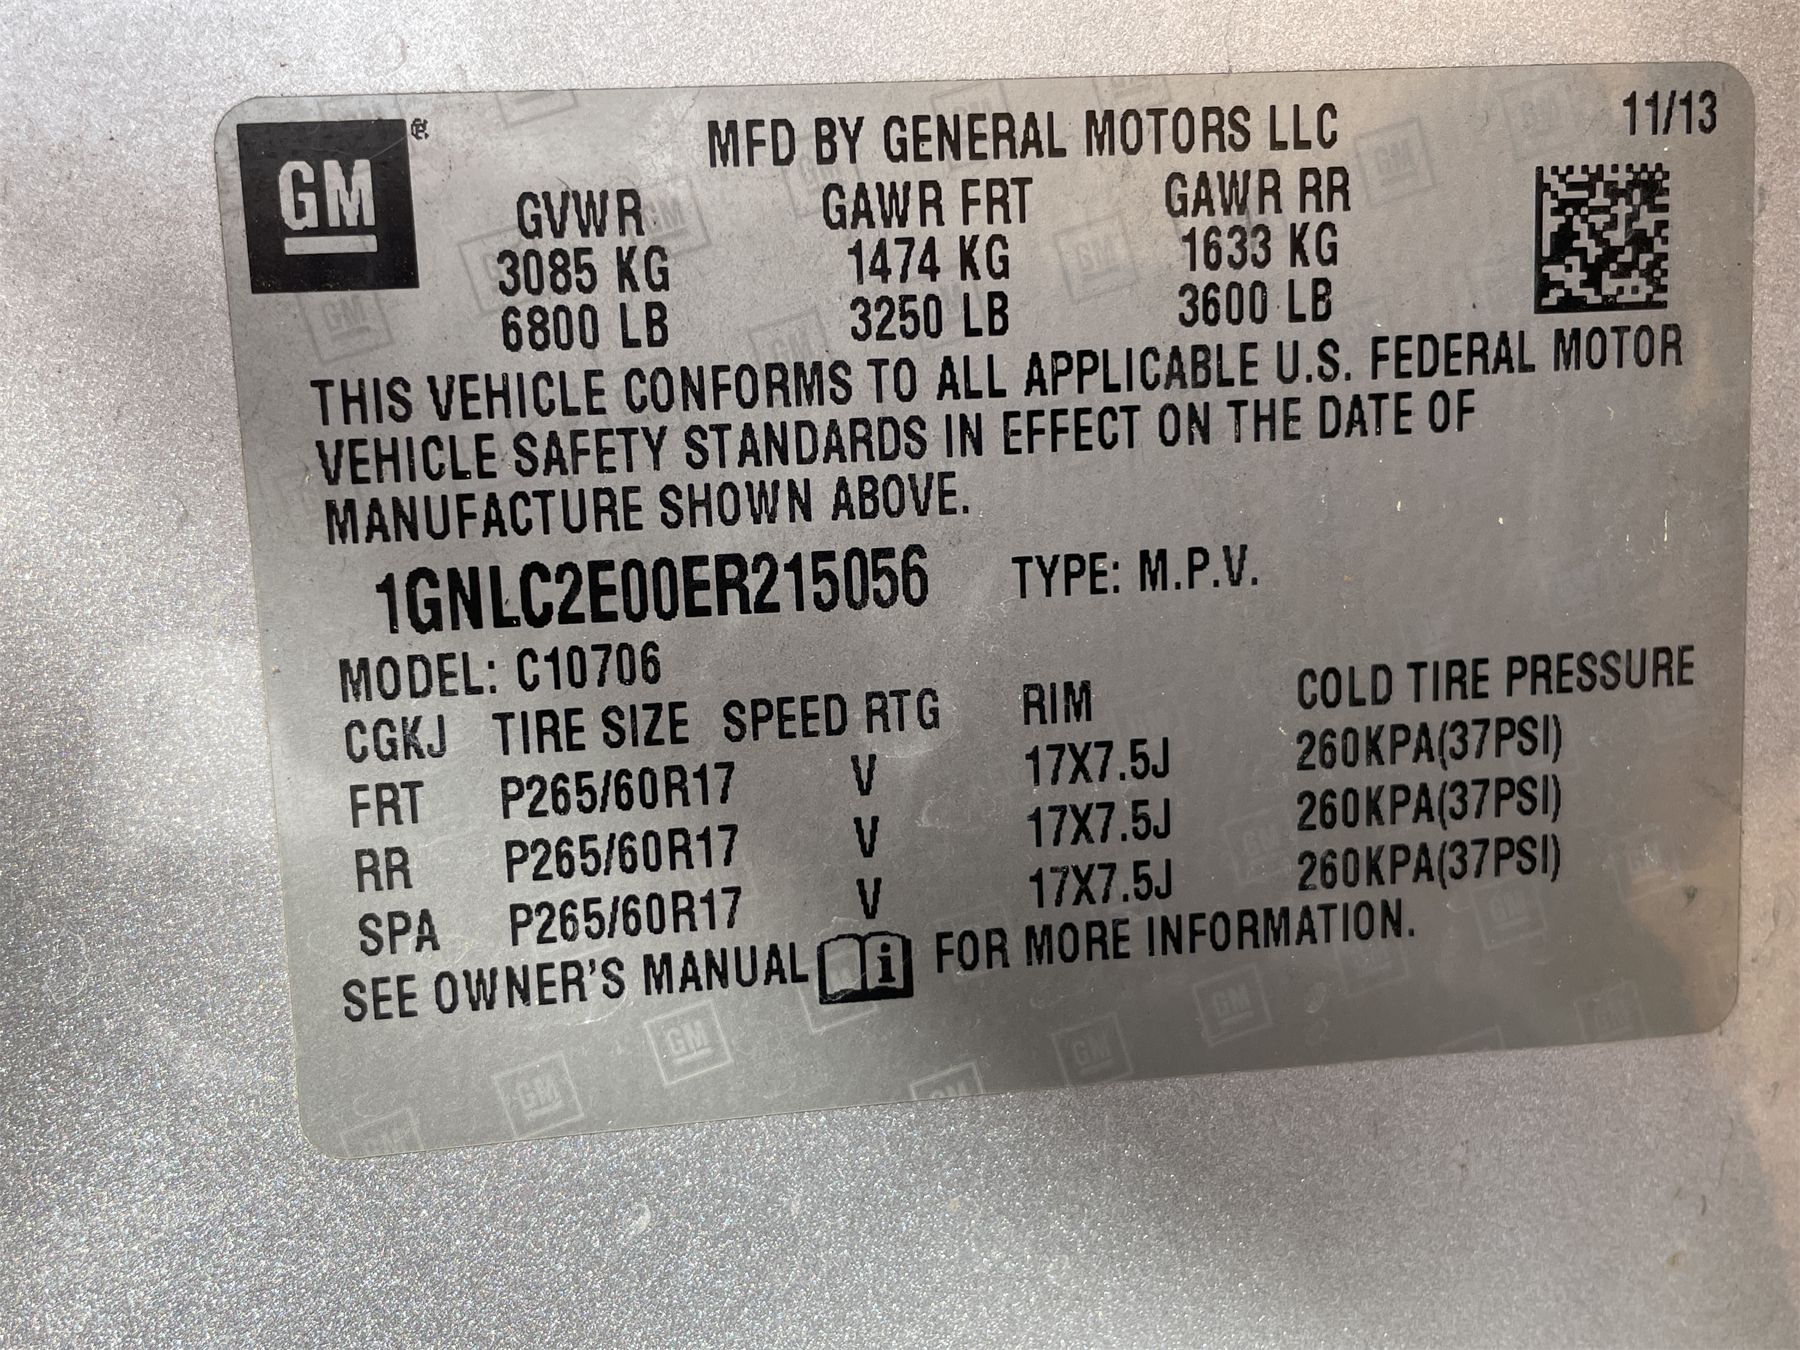 GM
MFD BY GENERAL MOTORS LLC 11/13
GVWR GAWR FRT GAWR RR
3085 KG 1474 KG 1633 KG
6800 LB 3250 LB 3600 LB
THIS VEHICLE CONFORMS TO ALL APPLICABLE U.S. FEDERAL MOTOR
VEHICLE SAFETY STANDARDS IN EFFECT ON THE DATE OF
MANUFACTURE SHOWN ABOVE.
1GNLC2E00ER215056 TYPE: M.P.V.
MODEL: C10706
CGKJ TIRE SIZE SPEED RTG RIM COLD TIRE PRESSURE
FRT P265/60R17 V 17X7.5J 260KPA(37PSI)
RR P265/60R17 V 17X7.5J 260KPA(37PSI)
SPA P265/60R17 V 17X7.5J 260KPA(37PSI)
SEE OWNER'S MANUAL i FOR MORE INFORMATION.